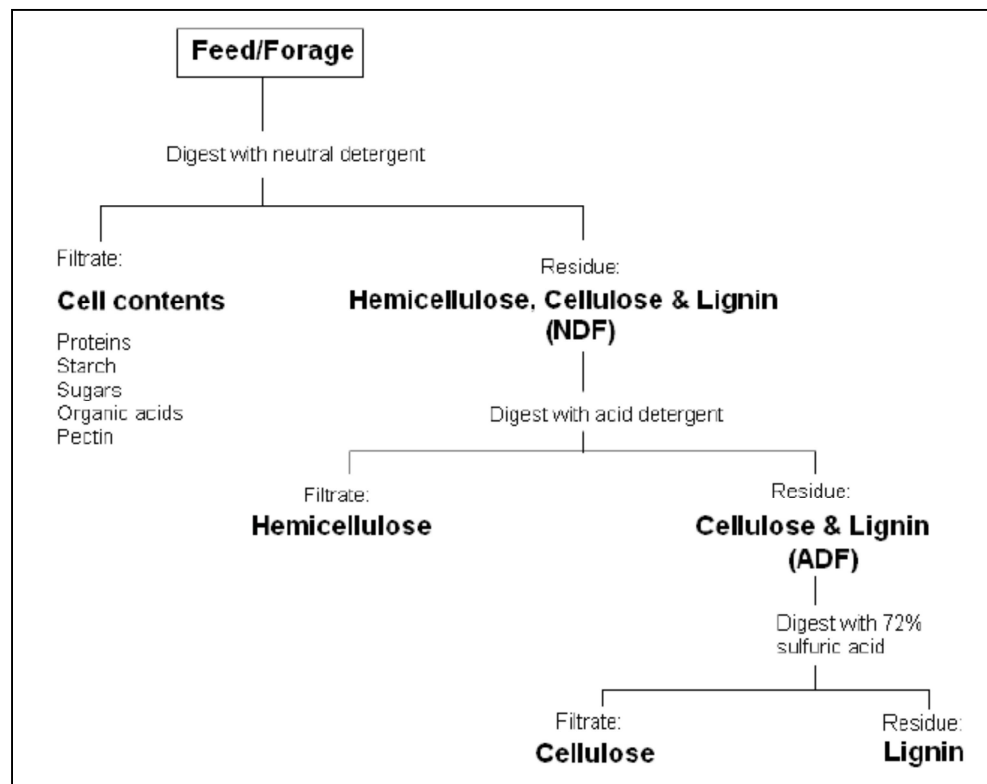 Feed/Forage
Digest with neutral detergent
Filtrate:
Cell contents
Proteins
Starch
Sugars
Organic acids
Pectin
Residue:
Hemicellulose, Cellulose & Lignin
(NDF)
Digest with acid detergent
Filtrate:
Hemicellulose
Residue:
Cellulose & Lignin
(ADF)
Digest with 72%
sulfuric acid
Filtrate:
Cellulose
Residue:
Lignin